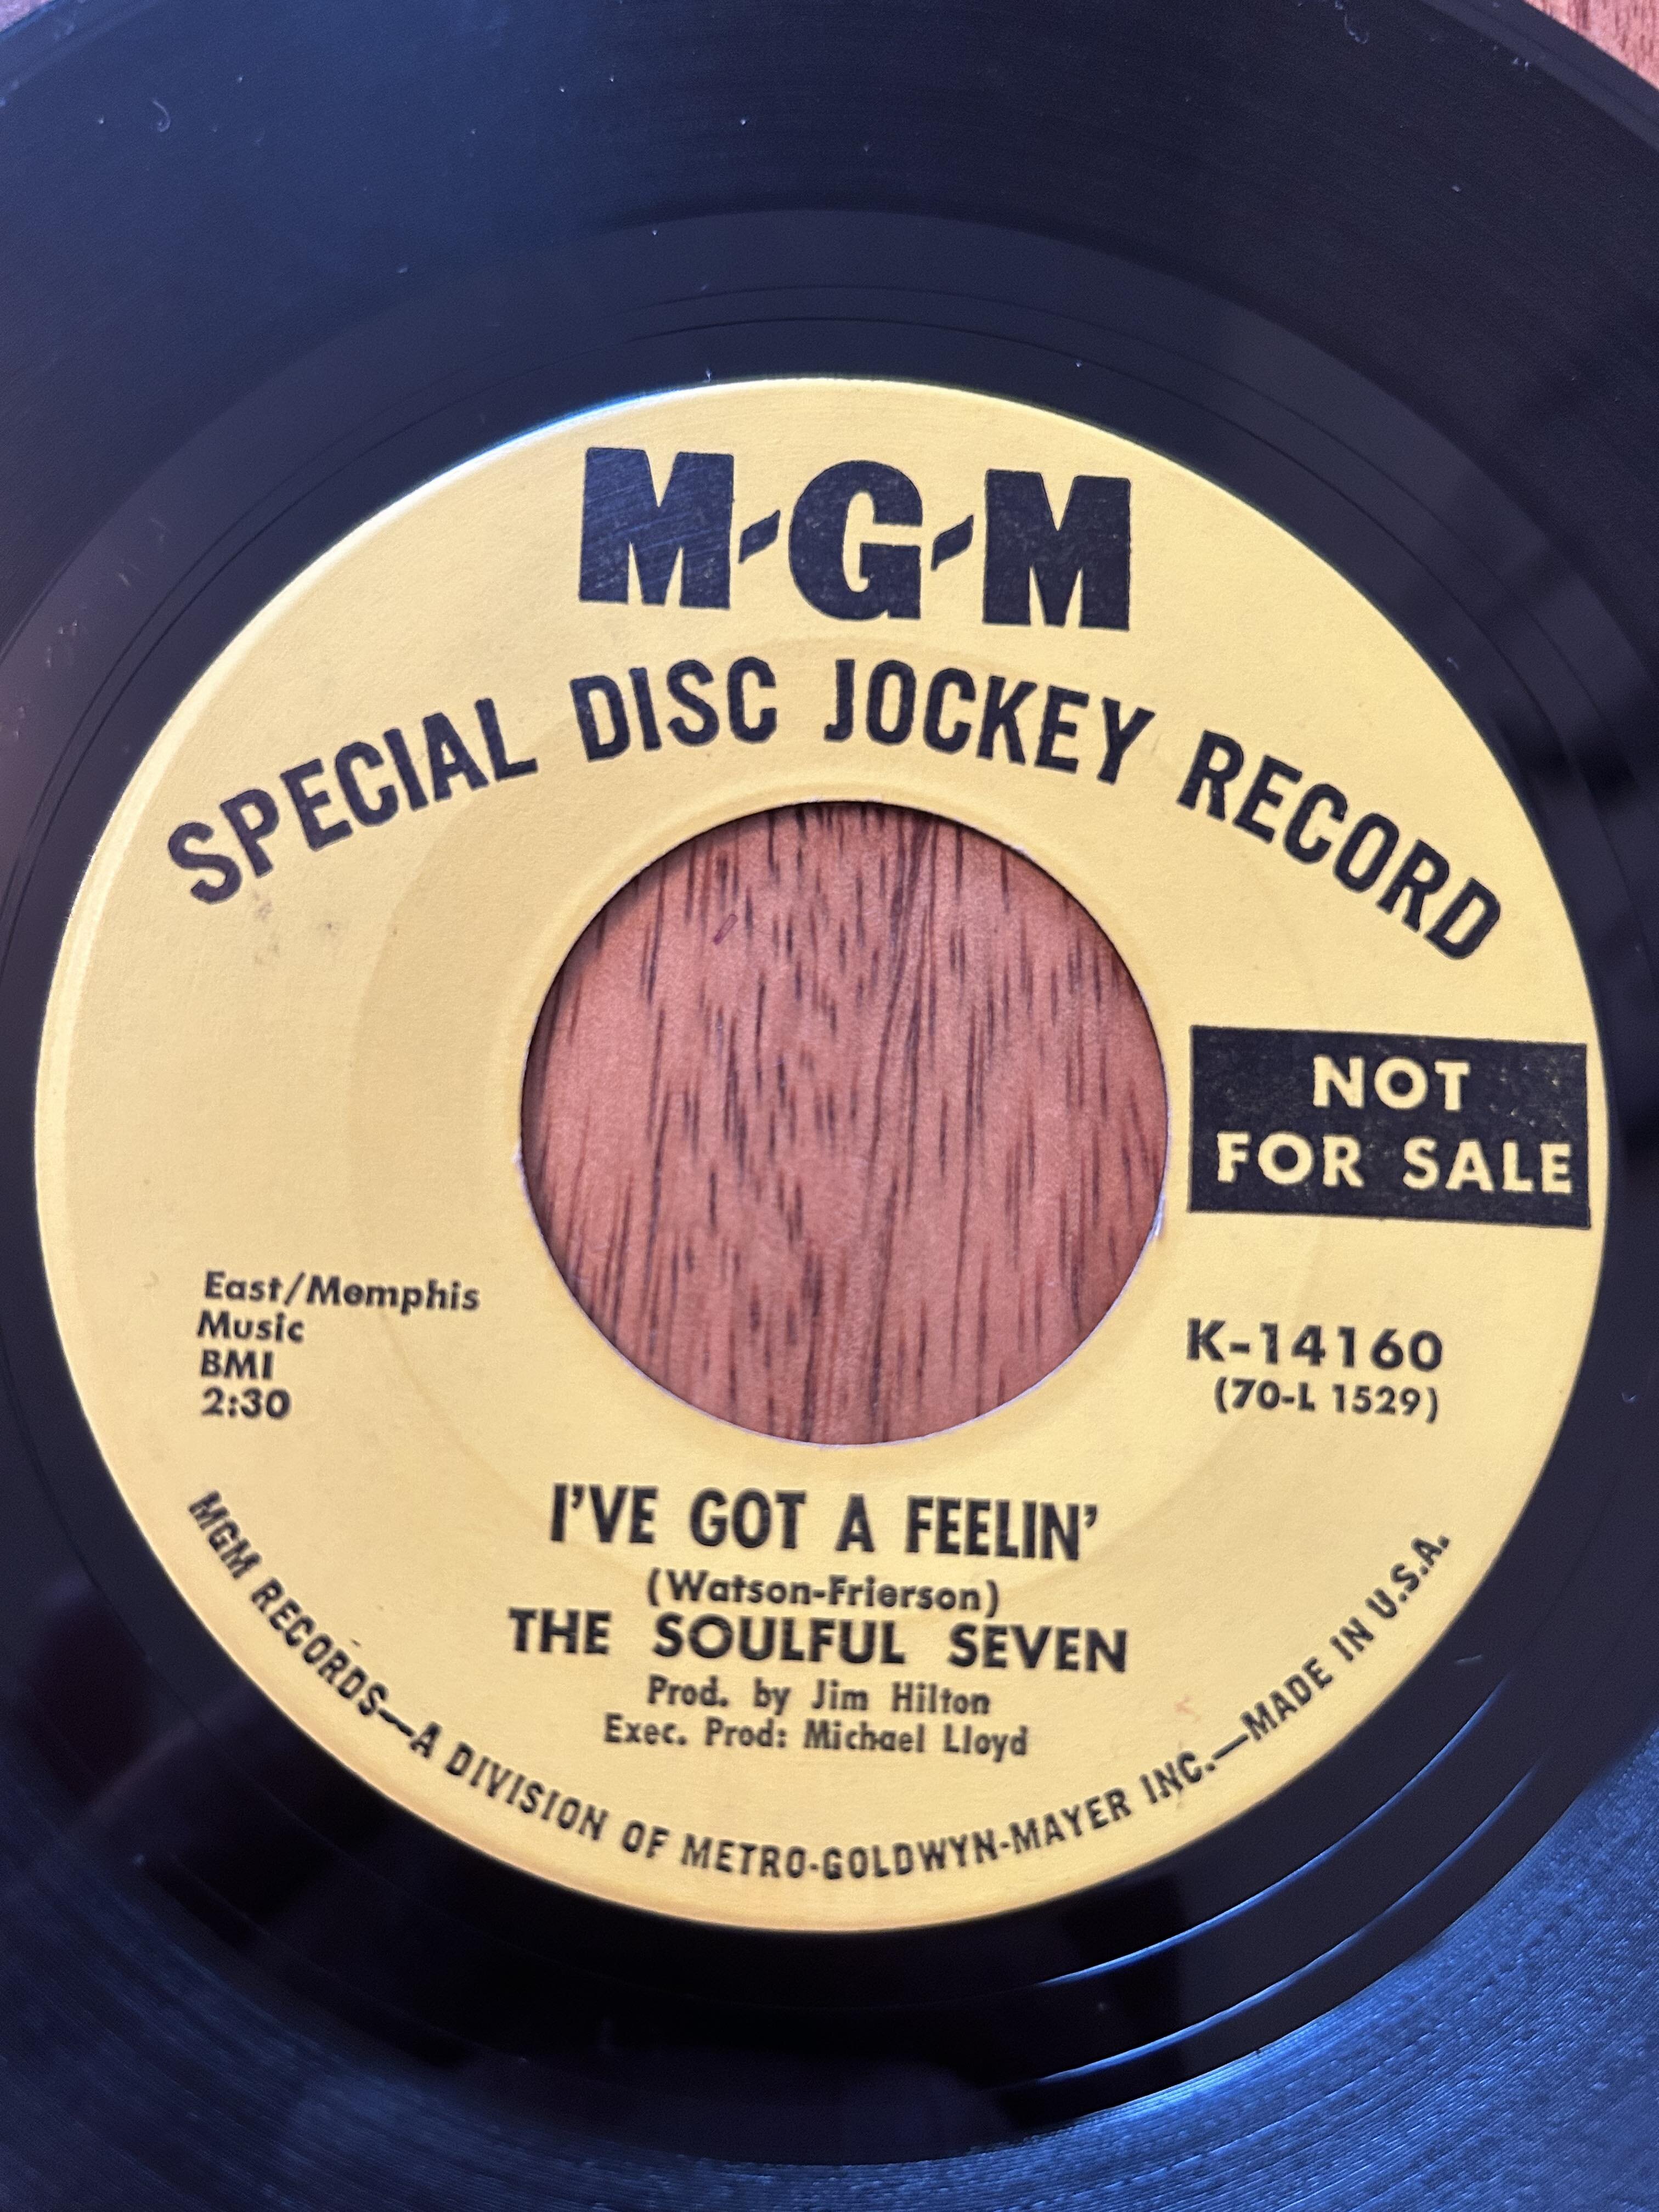 M-G-M
SPECIAL DISC JOCKEY RECORD
NOT
FOR SALE
East/Memphis
Music
BMI
2:30
K-14160
(70-L 1529)
I'VE GOT A FEELIN'
(Watson-Frierson)
THE SOULFUL SEVEN
Prod. by Jim Hilton
Exec. Prod: Michael Lloyd
MGM RECORDS—A DIVISION OF METRO-GOLDWYN-MAYER INC.—MADE IN U.S.A.